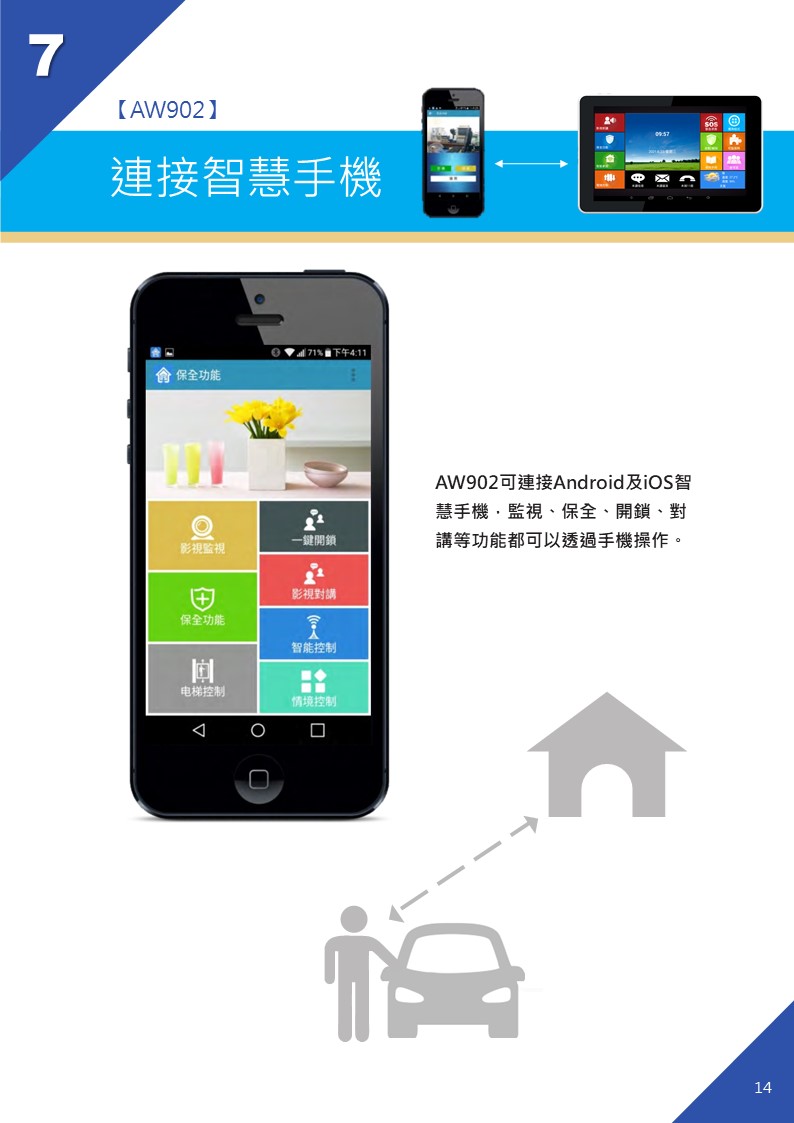 7
【AW902】
連接智慧手機
09:57
SOS
71% 下午4:11
保全功能
影視監視
一鍵開鎖
影視對講
保全功能
智能控制
电梯控制
情境控制
AW902可連接Android及iOS智
慧手機，監視、保全、開鎖、對
講等功能都可以透過手機操作。
14